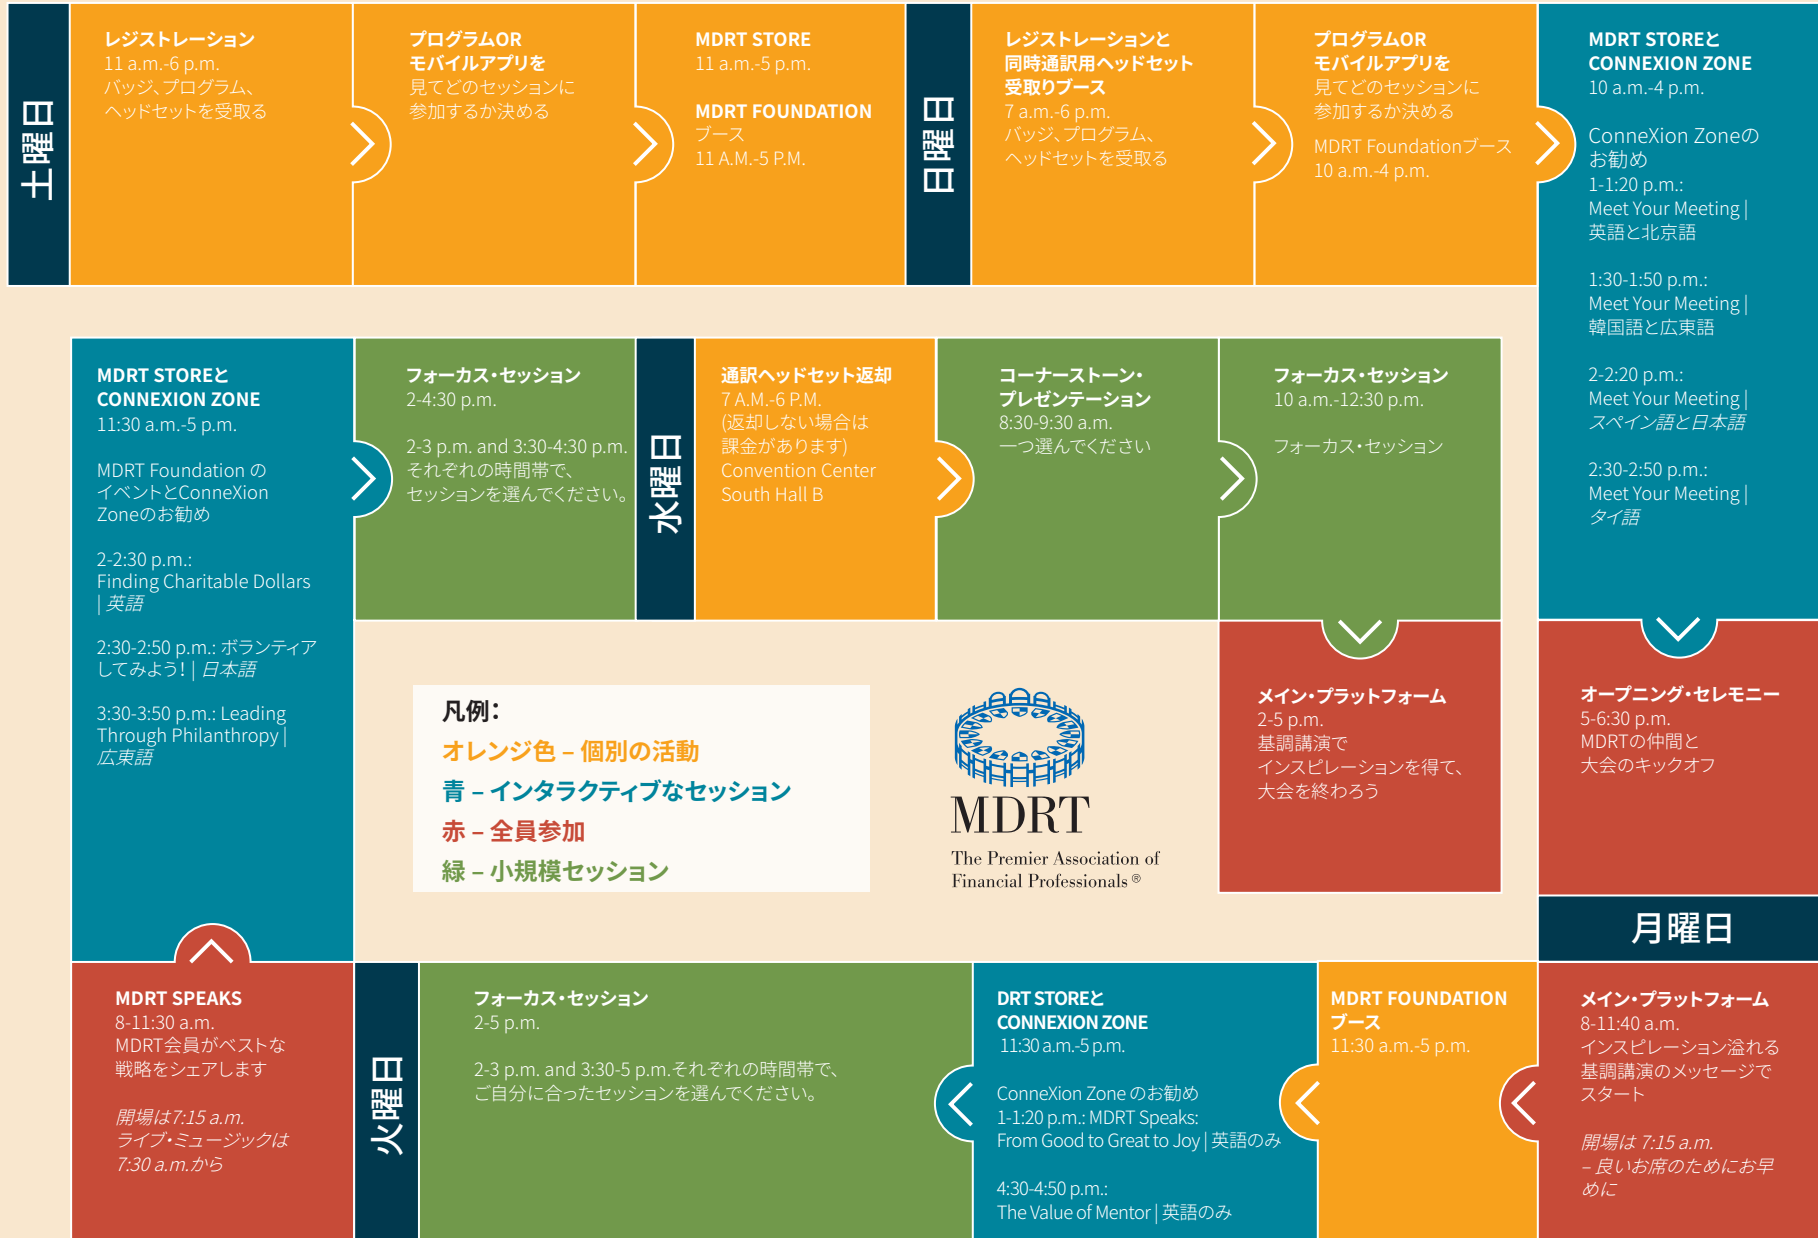 土曜日
レジストレーション
11 a.m.-6 p.m.
バッジ、プログラム、
ヘッドセットを受取る
プログラムOR
モバイルアプリを
見てどのセッションに
参加するか決める
MDRT STORE
11 a.m.-5 p.m.
MDRT FOUNDATION
ブース
11 A.M.-5 P.M.
日曜日
レジストレーションと
同時通訳用ヘッドセット
受取りブース
7 a.m.-6 p.m.
バッジ、プログラム、
ヘッドセットを受取る
プログラムOR
モバイルアプリを
見てどのセッションに
参加するか決める
MDRT Foundationブース
10 a.m.-4 p.m.
MDRT STOREと
CONNEXION ZONE
10 a.m.-4 p.m.
ConneXion Zoneの
お勧め
1-1:20 p.m.:
Meet Your Meeting |
英語と北京語
1:30-1:50 p.m.:
Meet Your Meeting |
韓国語と広東語
2-2:20 p.m.:
Meet Your Meeting |
スペイン語と日本語
2:30-2:50 p.m.:
Meet Your Meeting |
タイ語
オープニング・セレモニー
5-6:30 p.m.
MDRTの仲間と
大会のキックオフ
月曜日
メイン・プラットフォーム
8-11:40 a.m.
インスピレーション溢れる
基調講演のメッセージで
スタート
開場は 7:15 a.m.
– 良いお席のためにお早
めに
MDRT FOUNDATION
ブース
11:30 a.m.-5 p.m.
DRT STOREと
CONNEXION ZONE
11:30 a.m.-5 p.m.
ConneXion Zone のお勧め
1-1:20 p.m.: MDRT Speaks:
From Good to Great to Joy | 英語のみ
4:30-4:50 p.m.:
The Value of Mentor | 英語のみ
フォーカス・セッション
2-5 p.m.
2-3 p.m. and 3:30-5 p.m.それぞれの時間帯で、
ご自分に合ったセッションを選んでください。
火曜日
MDRT SPEAKS
8-11:30 a.m.
MDRT会員がベストな
戦略をシェアします
開場は7:15 a.m.
ライブ・ミュージックは
7:30 a.m.から
MDRT STOREと
CONNEXION ZONE
11:30 a.m.-5 p.m.
MDRT Foundation の
イベントとConneXion
Zoneのお勧め
2-2:30 p.m.:
Finding Charitable Dollars
| 英語
2:30-2:50 p.m.: ボランティア
してみよう! | 日本語
3:30-3:50 p.m.: Leading
Through Philanthropy |
広東語
フォーカス・セッション
2-4:30 p.m.
2-3 p.m. and 3:30-4:30 p.m.
それぞれの時間帯で、
セッションを選んでください。
水曜日
通訳ヘッドセット返却
7 A.M.-6 P.M.
(返却しない場合は
課金があります)
Convention Center
South Hall B
コーナーストーン・
プレゼンテーション
8:30-9:30 a.m.
一つ選んでください
フォーカス・セッション
10 a.m.-12:30 p.m.
フォーカス・セッション
メイン・プラットフォーム
2-5 p.m.
基調講演で
インスピレーションを得て、
大会を終わろう
凡例：
オレンジ色 – 個別の活動
青 – インタラクティブなセッション
赤 – 全員参加
緑 – 小規模セッション
MDRT
The Premier Association of
Financial Professionals ®